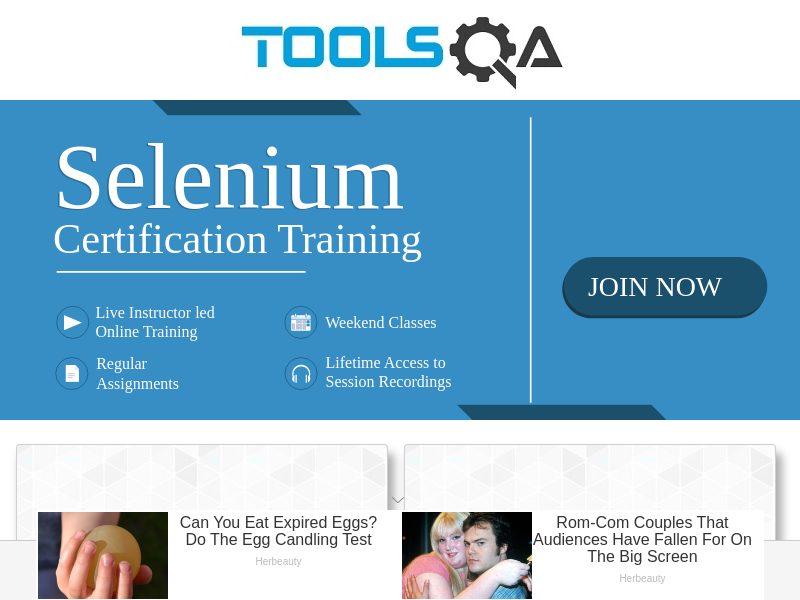 TOOLSQA
Selenium
Certification Training
JOIN NOW
Live Instructor led
Online Training
Weekend Classes
Regular
Assignments
Lifetime Access to
Session Recordings
Can You Eat Expired Eggs?
Do The Egg Candling Test
Herbeauty
Rom-Com Couples That
Audiences Have Fallen For On
The Big Screen
Herbeauty